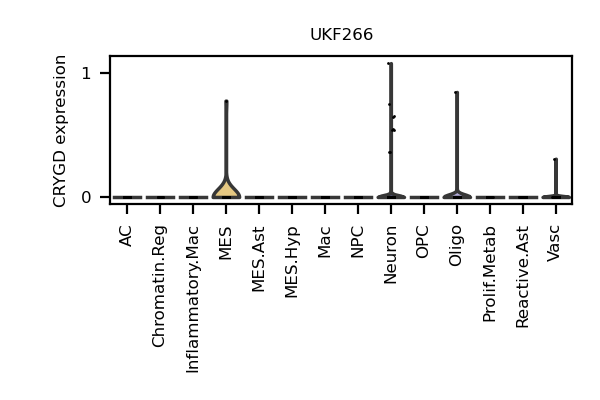 UKF266
CRYGD expression
1
0
AC
Chromatin.Reg
Inflammatory.Mac
MES
MES.Ast
MES.Hyp
Mac
NPC
Neuron
OPC
Oligo
Prolif.Metab
Reactive.Ast
Vasc